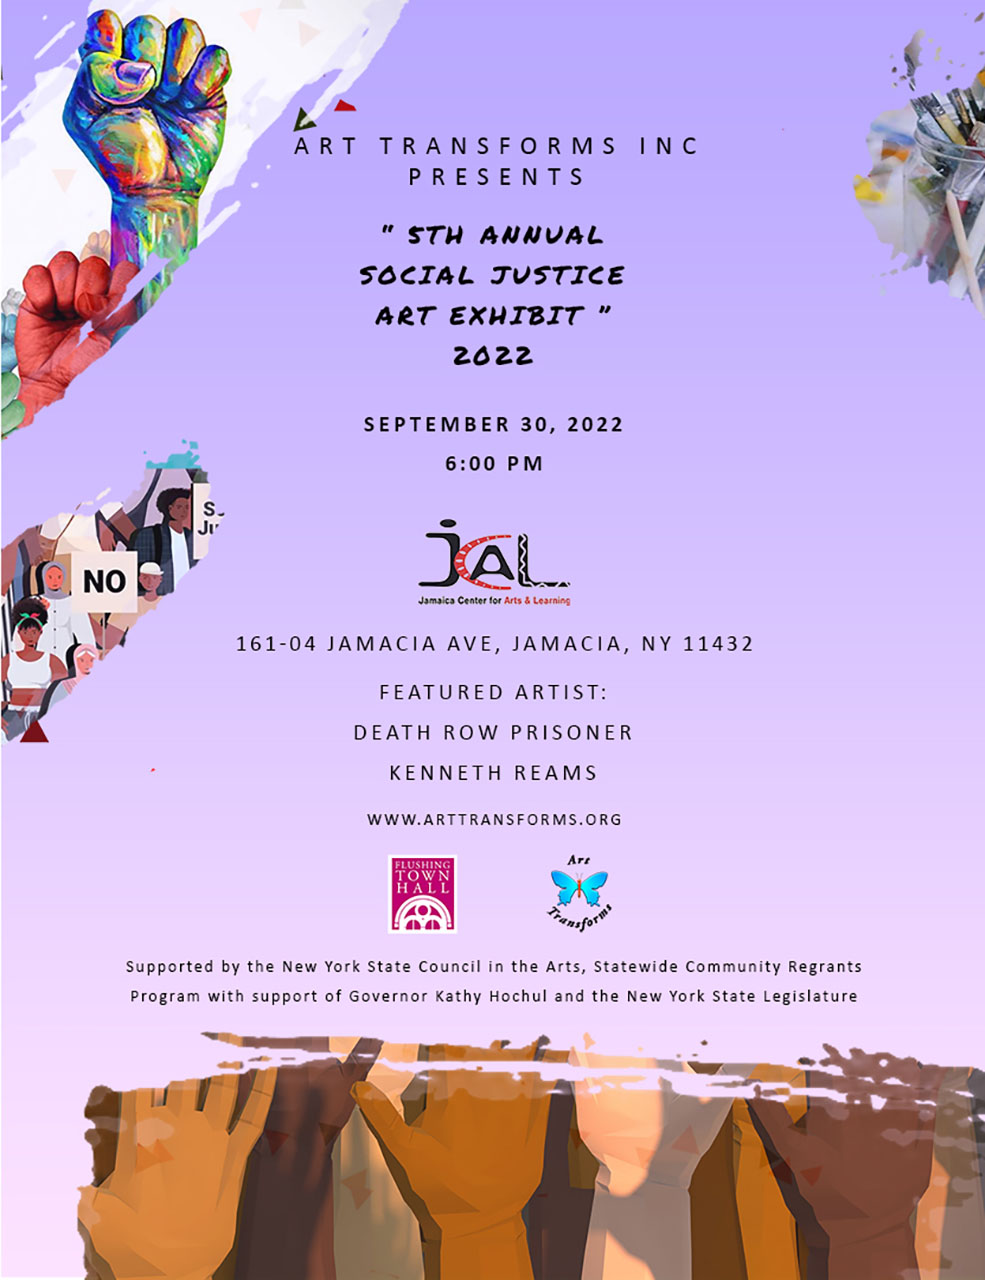 ART TRANSFORMS INC
PRESENTS
" 5TH ANNUAL
SOCIAL JUSTICE
ART EXHIBIT "
2022
SEPTEMBER 30, 2022
6:00 PM
S
Ju
NO
JCAL
Jamaica Center for Arts & Learning
161-04 JAMACIA AVE, JAMACIA, NY 11432
FEATURED ARTIST:
DEATH ROW PRISONER
KENNETH REAMS
WWW.ARTTRANSFORMS.ORG
FLUSHING
TOWN
HALL
Art
Transforms
Supported by the New York State Council in the Arts, Statewide Community Regrants
Program with support of Governor Kathy Hochul and the New York State Legislature